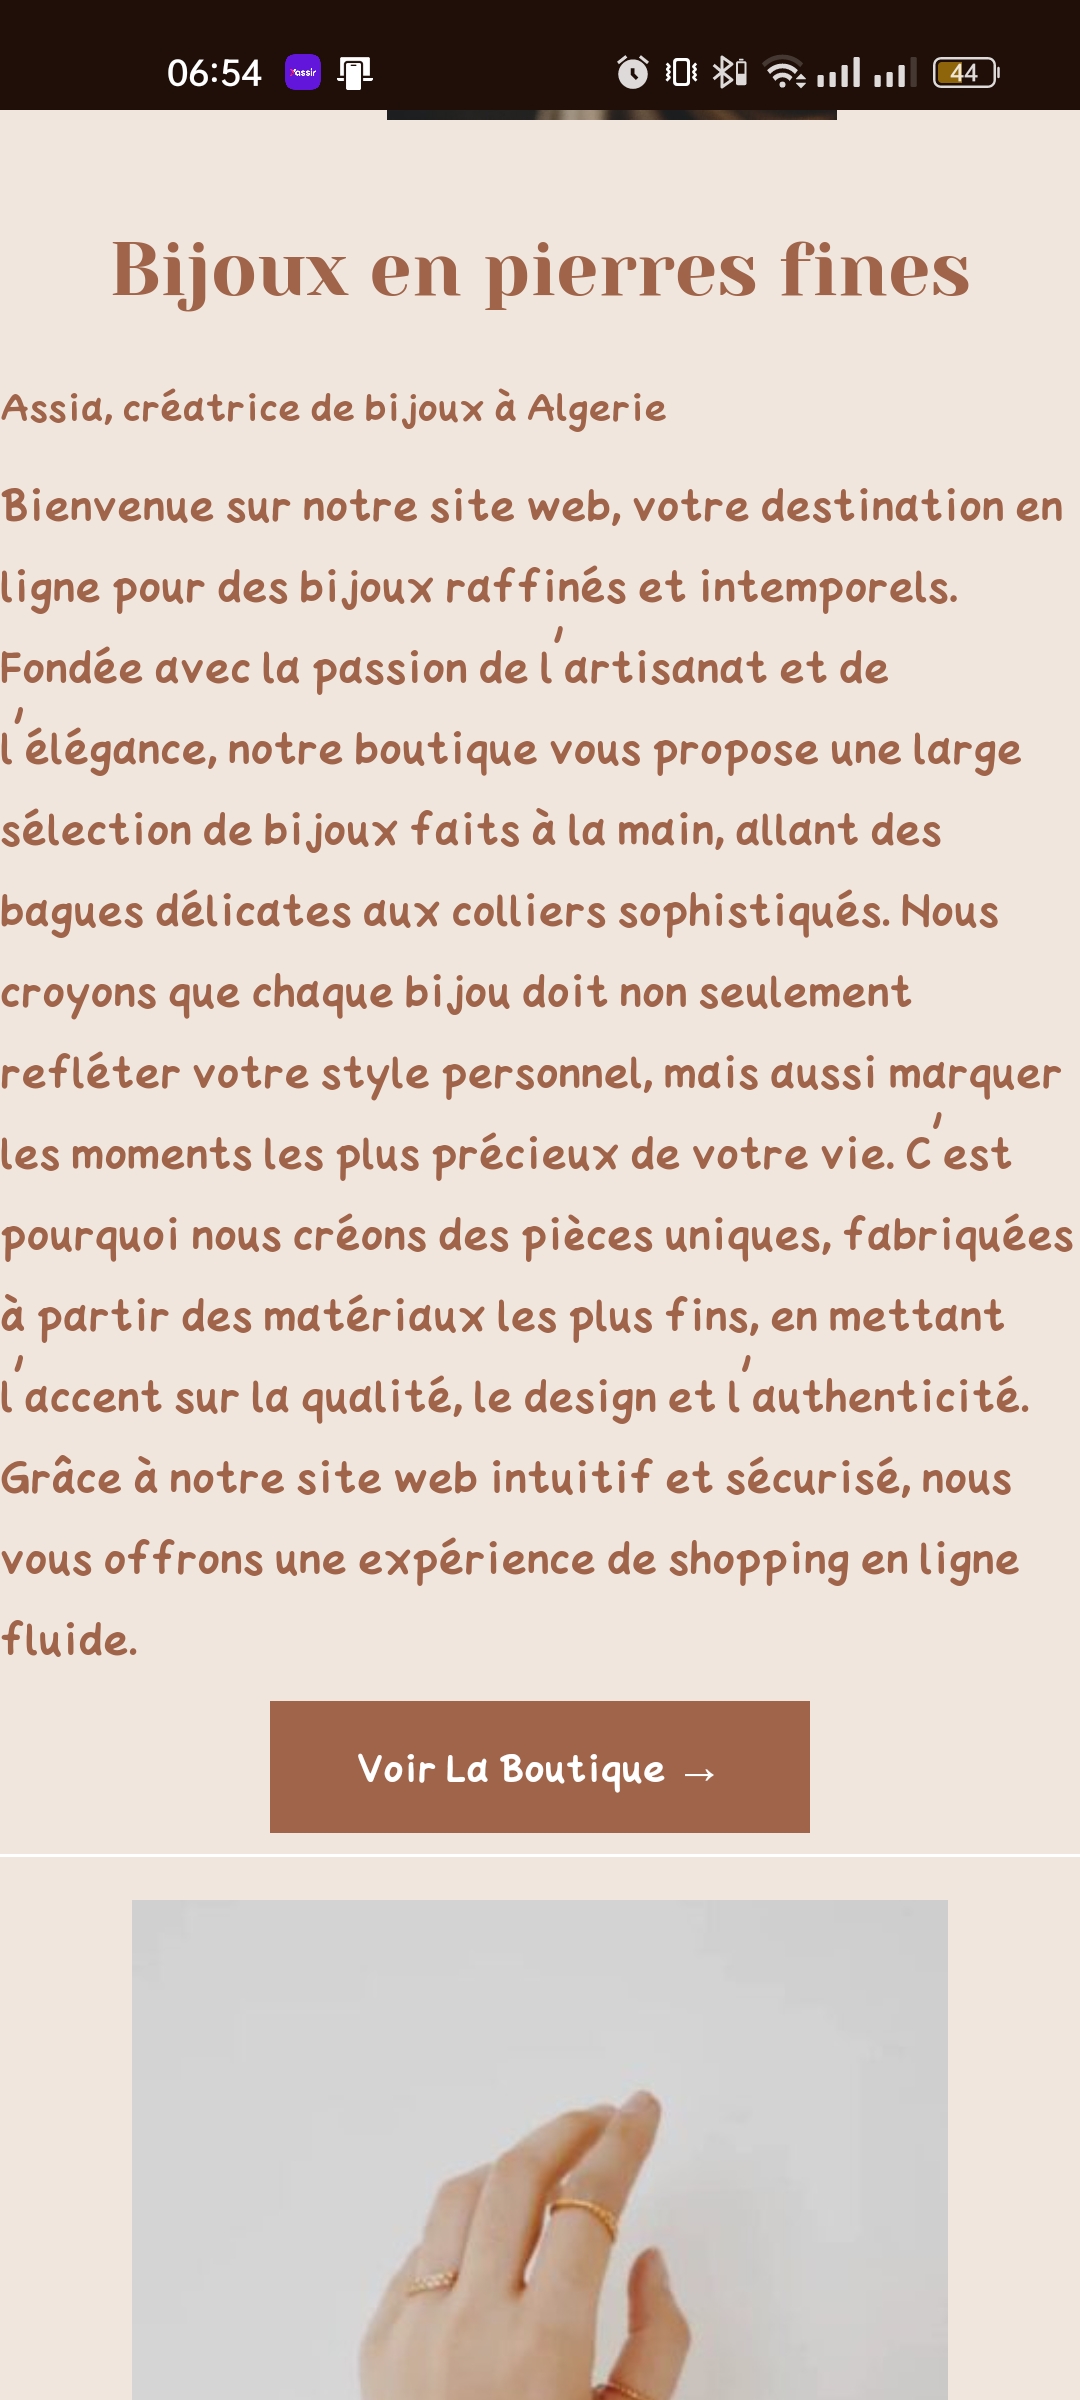 06:54
Yassir
44
Bijoux en pierres fines
Assia, créatrice de bijoux à Algerie
Bienvenue sur notre site web, votre destination en
ligne pour des bijoux raffinés et intemporels.
Fondée avec la passion de l'artisanat et de
l'élégance, notre boutique vous propose une large
sélection de bijoux faits à la main, allant des
bagues délicates aux colliers sophistiqués. Nous
croyons que chaque bijou doit non seulement
refléter votre style personnel, mais aussi marquer
les moments les plus précieux de votre vie. C'est
pourquoi nous créons des pièces uniques, fabriquées
à partir des matériaux les plus fins, en mettant
l'accent sur la qualité, le design et l'authenticité.
Grâce à notre site web intuitif et sécurisé, nous
vous offrons une expérience de shopping en ligne
fluide.
Voir La Boutique →